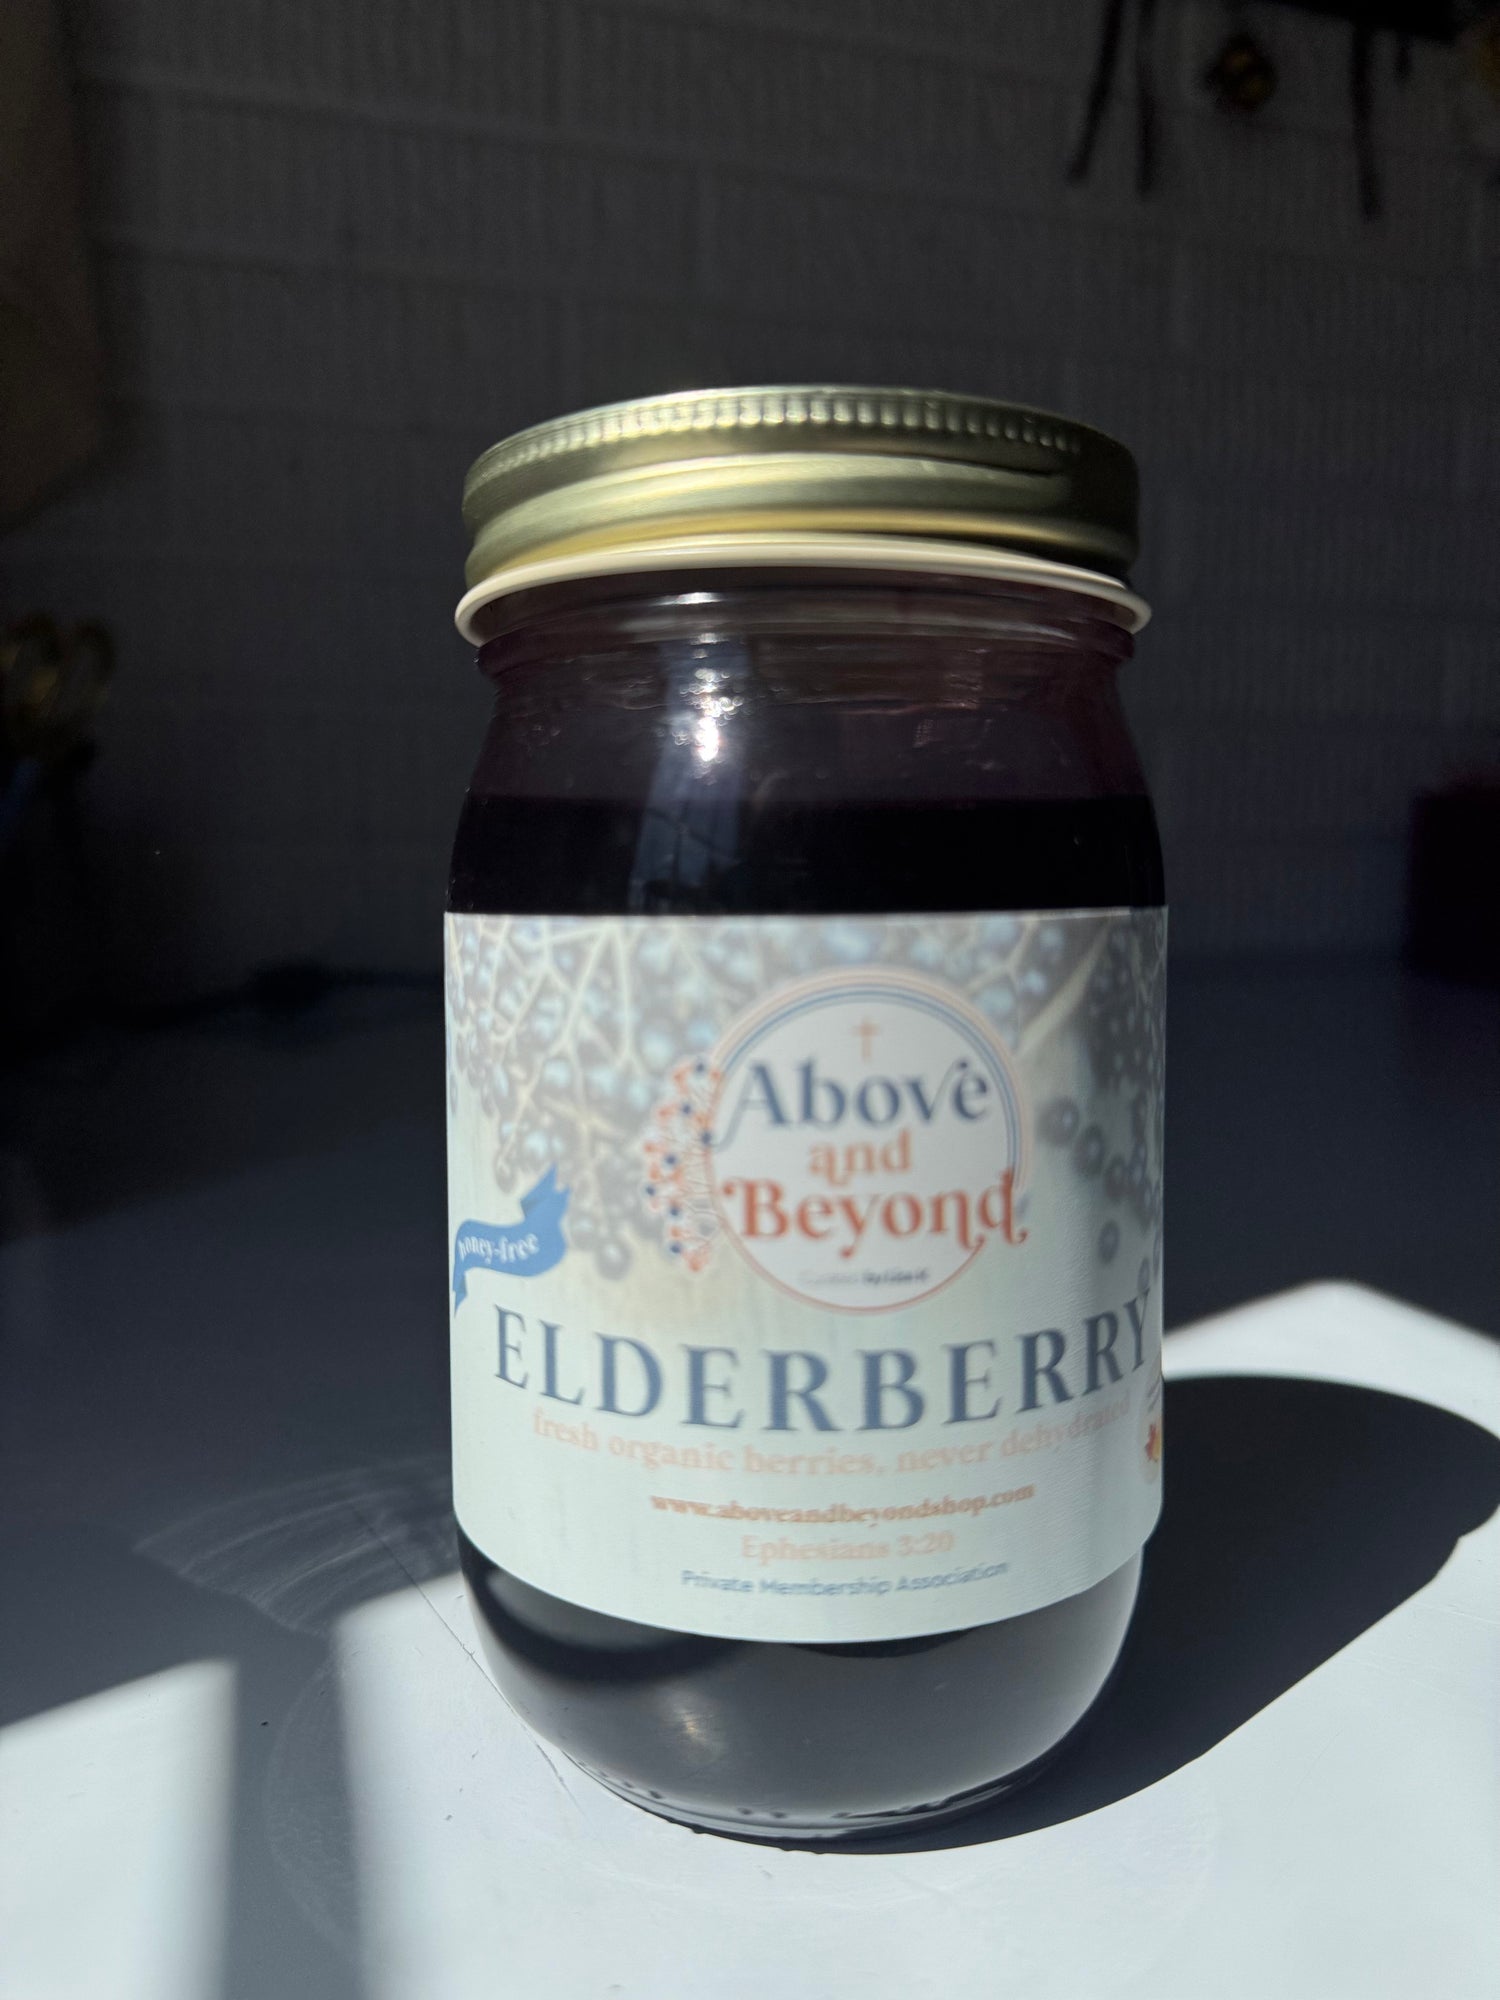 Above
and
Beyond
honey-free
ELDERBERRY
fresh organic berries, never dehydrated
www.aboveandbeyondshop.com
Ephesians 3:20
Private Membership Association